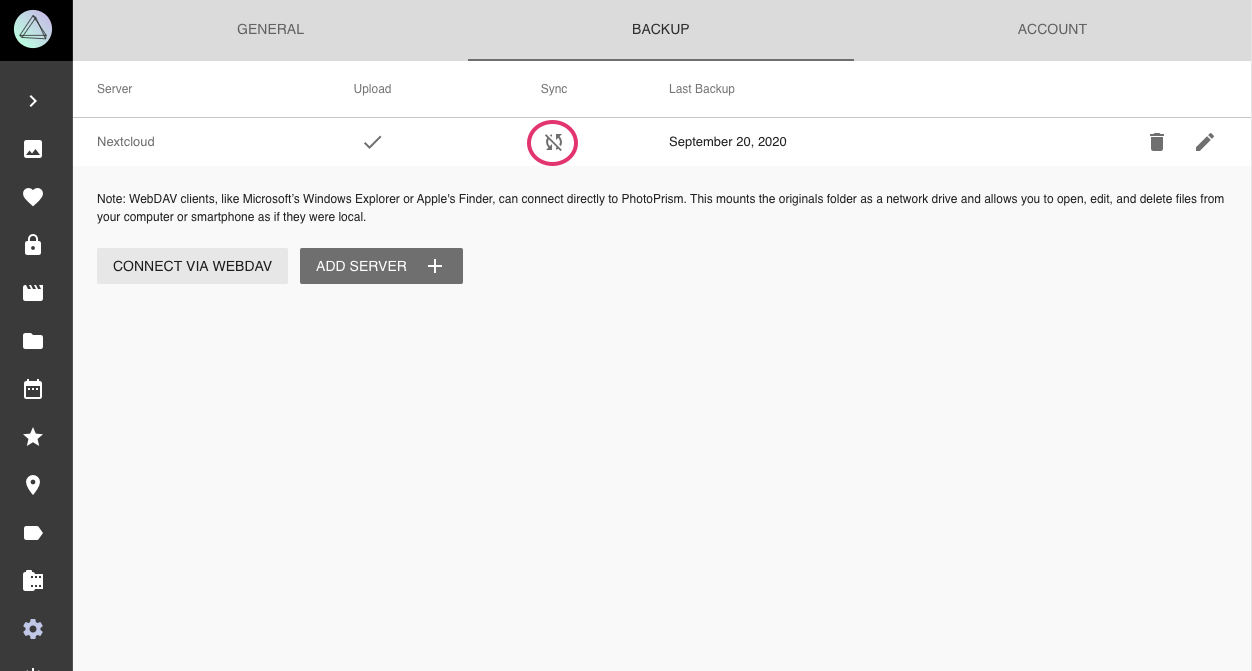 GENERAL BACKUP ACCOUNT
Server Upload Sync Last Backup
Nextcloud September 20, 2020
Note: WebDAV clients, like Microsoft's Windows Explorer or Apple's Finder, can connect directly to PhotoPrism. This mounts the originals folder as a network drive and allows you to open, edit, and delete files from
your computer or smartphone as if they were local.
CONNECT VIA WEBDAV ADD SERVER